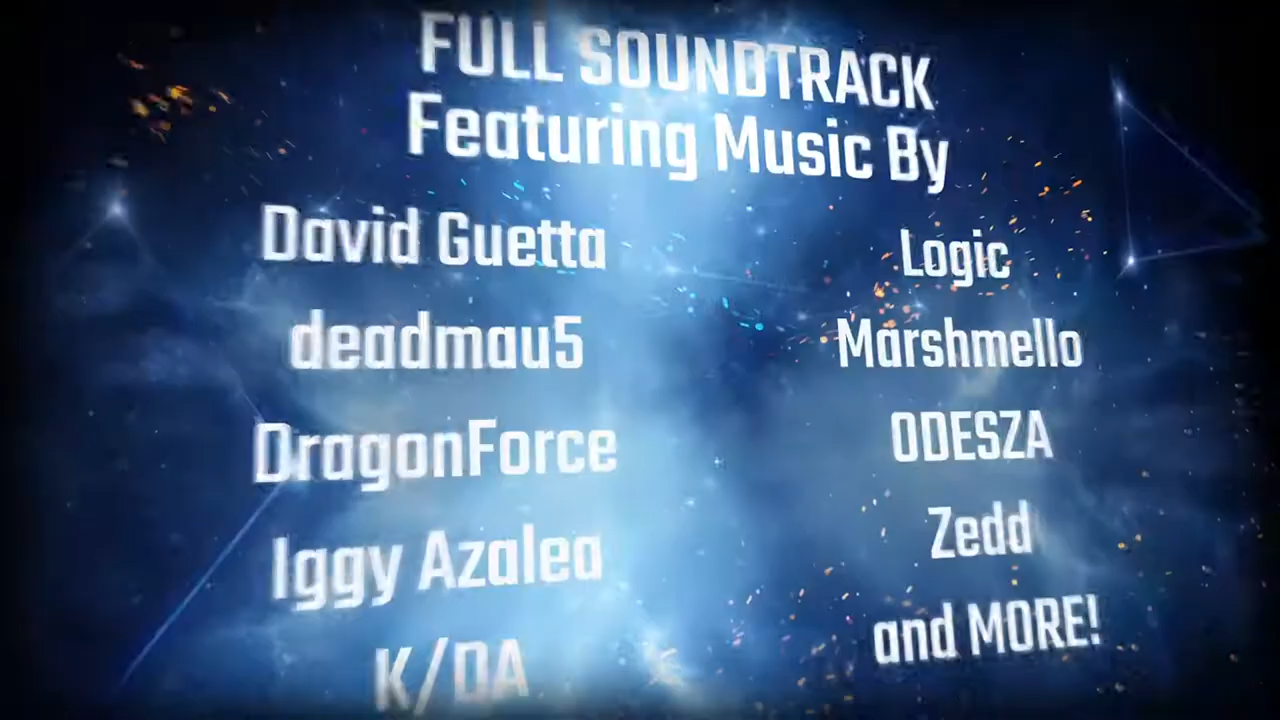 FULL SOUNDTRACK
Featuring Music By
David Guetta
deadmau5
DragonForce
Iggy Azalea
K/DA
Logic
Marshmello
ODESZA
Zedd
and MORE!